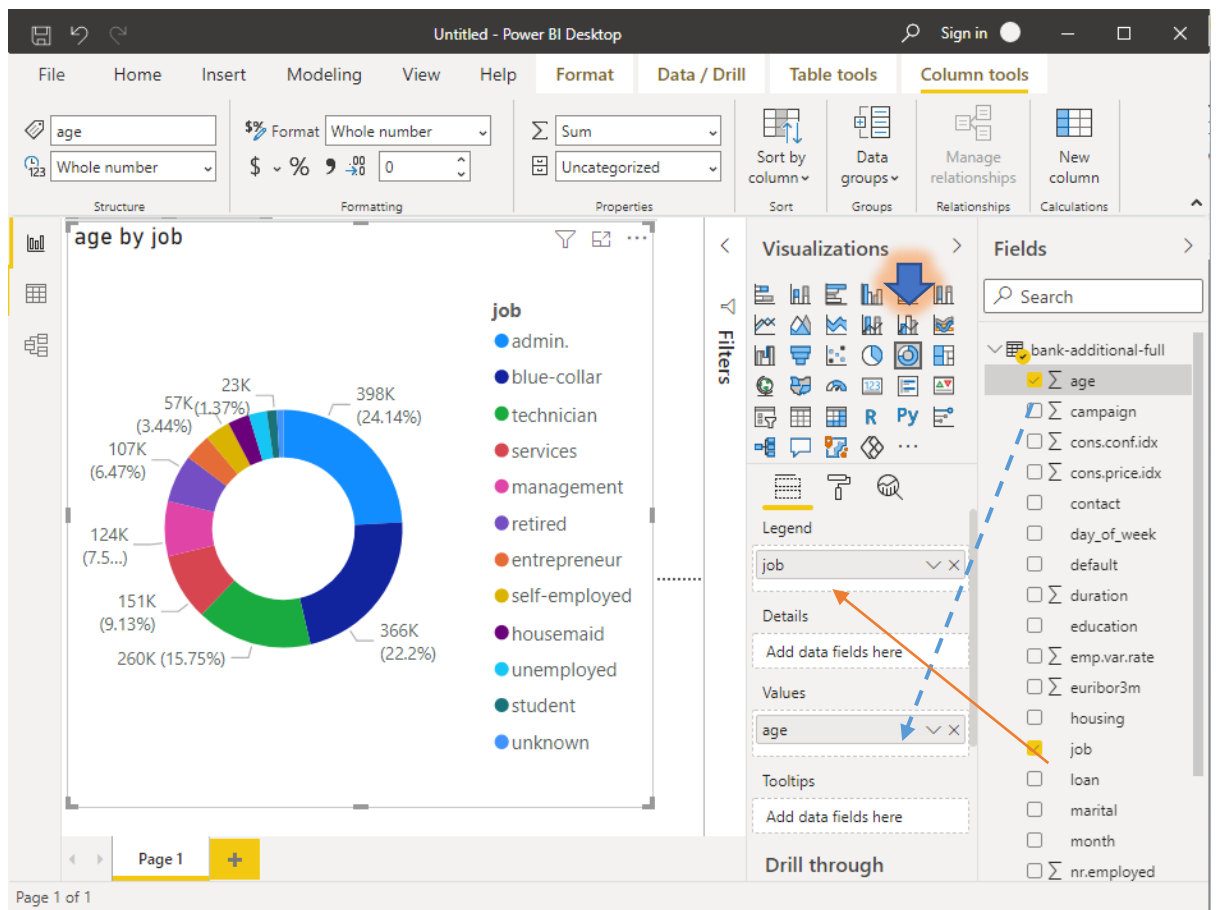 Untitled - Power BI Desktop
Sign in
File Home Insert Modeling View Help Format Data / Drill Table tools Column tools
age
$% Format Whole number
Sum
Sort by column
Data groups
Manage relationships
New column
123 Whole number
$ % 9 .00 →.0 0
Uncategorized
Structure Formatting Properties Sort Groups Relationships Calculations
age by job
job
admin.
blue-collar
technician
services
management
retired
entrepreneur
self-employed
housemaid
unemployed
student
unknown
23K
(1.37%)
57K
(3.44%)
107K
(6.47%)
124K
(7.5...)
151K
(9.13%)
260K (15.75%)
366K
(22.2%)
398K
(24.14%)
Filters
Visualizations
123
R Py
Legend
job
Details
Add data fields here
Values
age
Tooltips
Add data fields here
Drill through
Fields
Search
bank-additional-full
age
campaign
cons.conf.idx
cons.price.idx
contact
day_of_week
default
duration
education
emp.var.rate
euribor3m
housing
job
loan
marital
month
nr.employed
Page 1
Page 1 of 1